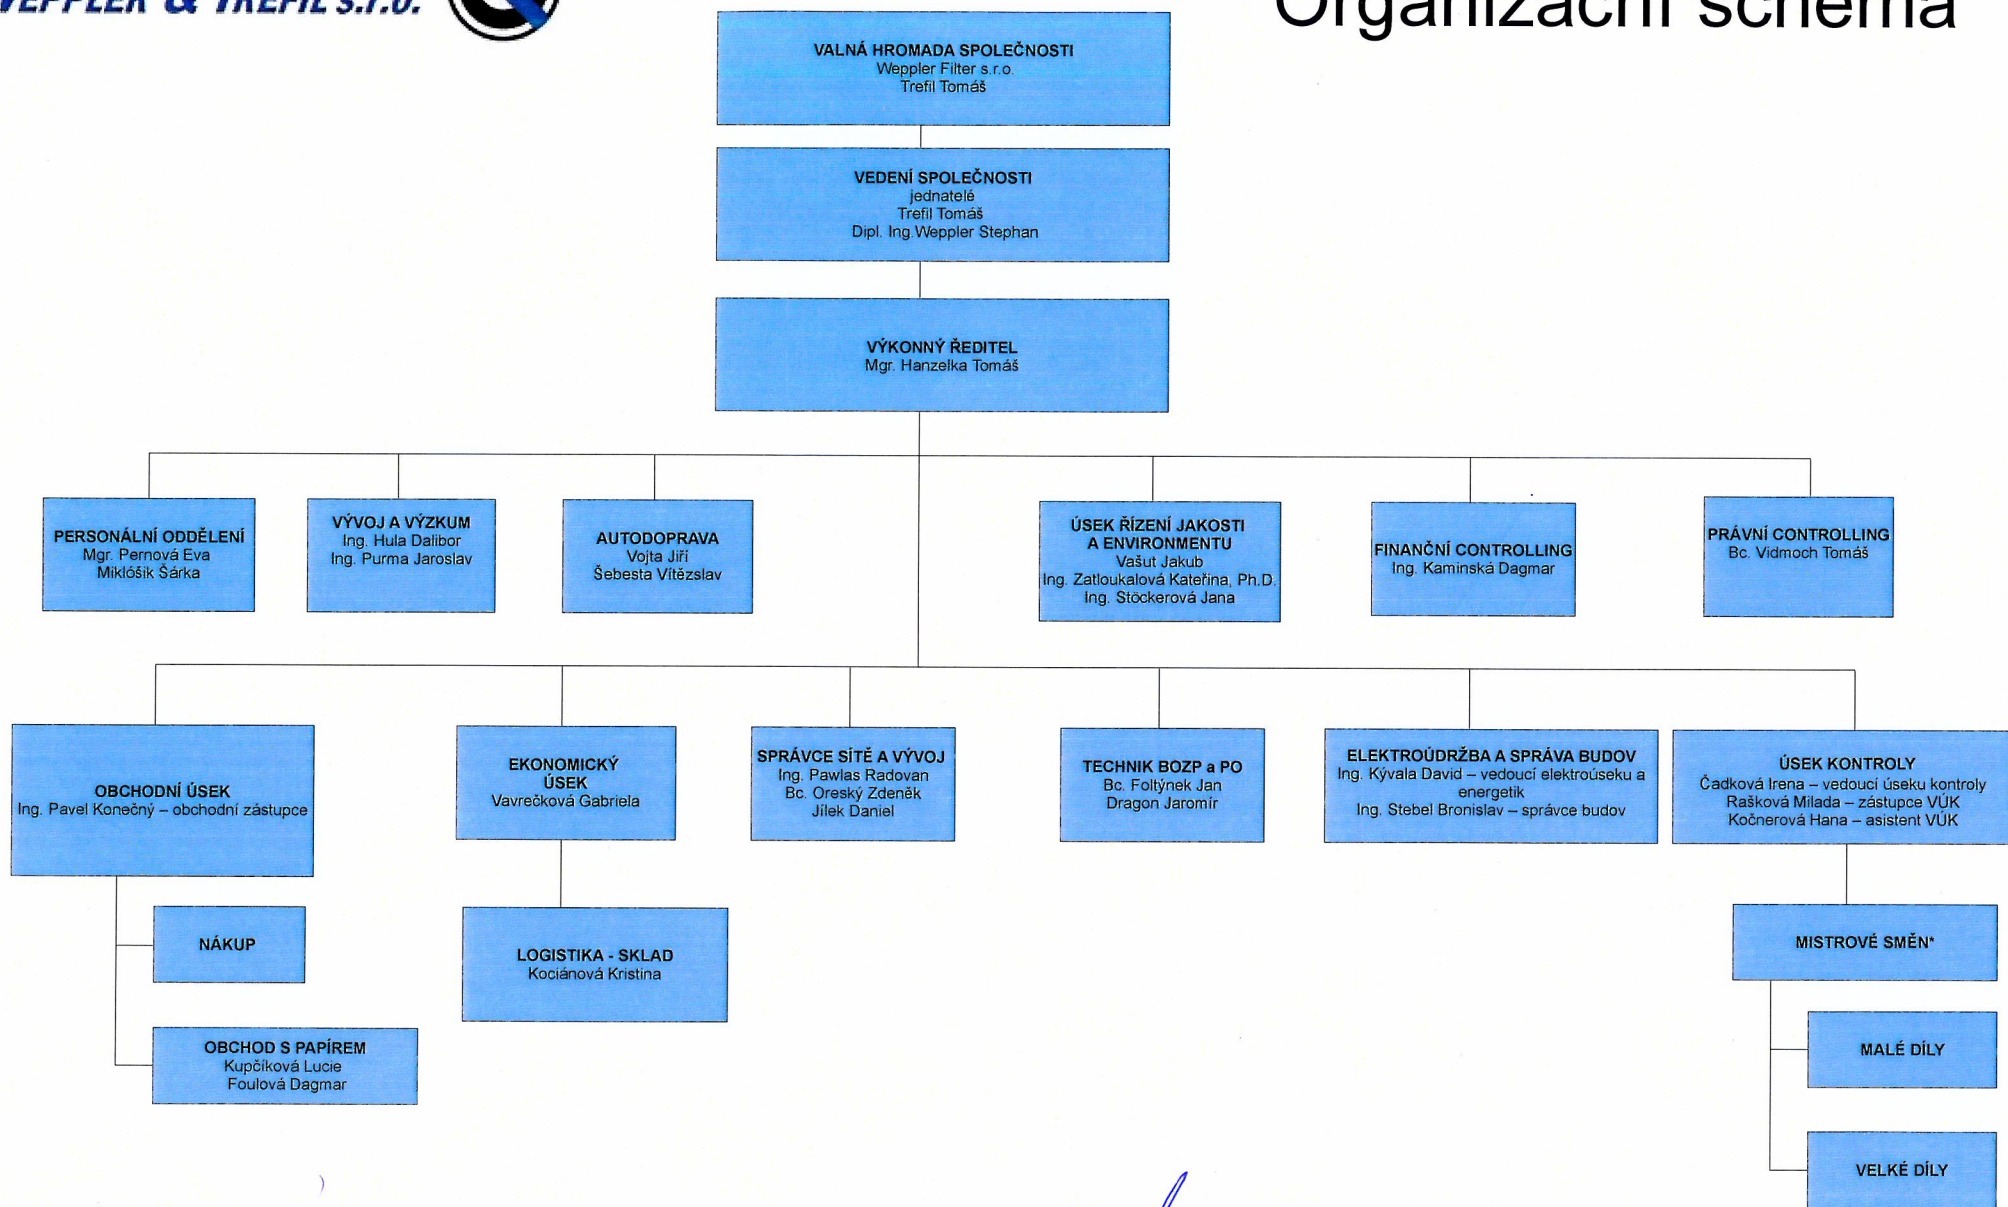 WEPPLER & TREFIL s.r.o.
Organizační schéma
VALNÁ HROMADA SPOLEČNOSTI
Weppler Filter s.r.o.
Trefil Tomáš
VEDENÍ SPOLEČNOSTI
jednatelé
Trefil Tomáš
Dipl. Ing.Weppler Stephan
VÝKONNÝ ŘEDITEL
Mgr. Hanzelka Tomáš
PERSONÁLNÍ ODDĚLENÍ
Mgr. Pernová Eva
Miklóšik Šárka
VÝVOJ A VÝZKUM
Ing. Hula Dalibor
Ing. Purma Jaroslav
AUTODOPRAVA
Vojta Jiří
Šebesta Vítězslav
ÚSEK ŘÍZENÍ JAKOSTI
A ENVIRONMENTU
Vašut Jakub
Ing. Zatloukalová Kateřina, Ph.D.
Ing. Stöckerová Jana
FINANČNÍ CONTROLLING
Ing. Kaminská Dagmar
PRÁVNÍ CONTROLLING
Bc. Vidmoch Tomáš
OBCHODNÍ ÚSEK
Ing. Pavel Konečný – obchodní zástupce
EKONOMICKÝ
ÚSEK
Vavrečková Gabriela
SPRÁVCE SÍTĚ A VÝVOJ
Ing. Pawlas Radovan
Bc. Oreský Zdeněk
Jílek Daniel
TECHNIK BOZP a PO
Bc. Foltýnek Jan
Dragon Jaromír
ELEKTROÚDRŽBA A SPRÁVA BUDOV
Ing. Kývala David – vedoucí elektroúseku a
energetik
Ing. Stebel Bronislav – správce budov
ÚSEK KONTROLY
Čadková Irena – vedoucí úseku kontroly
Rašková Milada – zástupce VÚK
Kočnerová Hana – asistent VÚK
NÁKUP
OBCHOD S PAPÍREM
Kupčíková Lucie
Foulová Dagmar
LOGISTIKA - SKLAD
Kociánová Kristina
MISTROVÉ SMĚN*
MALÉ DÍLY
VELKÉ DÍLY